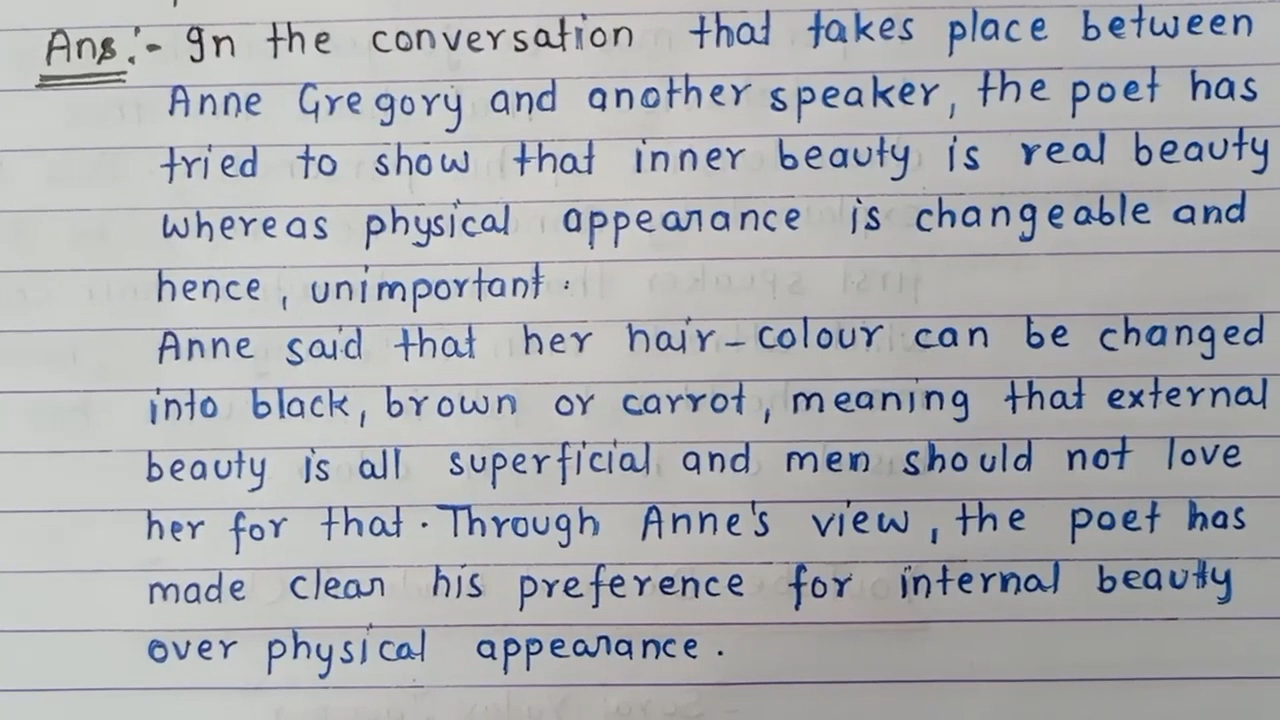 Ans:- In the conversation that takes place between
Anne Gregory and another speaker, the poet has
tried to show that inner beauty is real beauty
whereas physical appearance is changeable and
hence, unimportant.
Anne said that her hair-colour can be changed
into black, brown or carrot, meaning that external
beauty is all superficial and men should not love
her for that. Through Anne's view, the poet has
made clear his preference for internal beauty
over physical appearance.